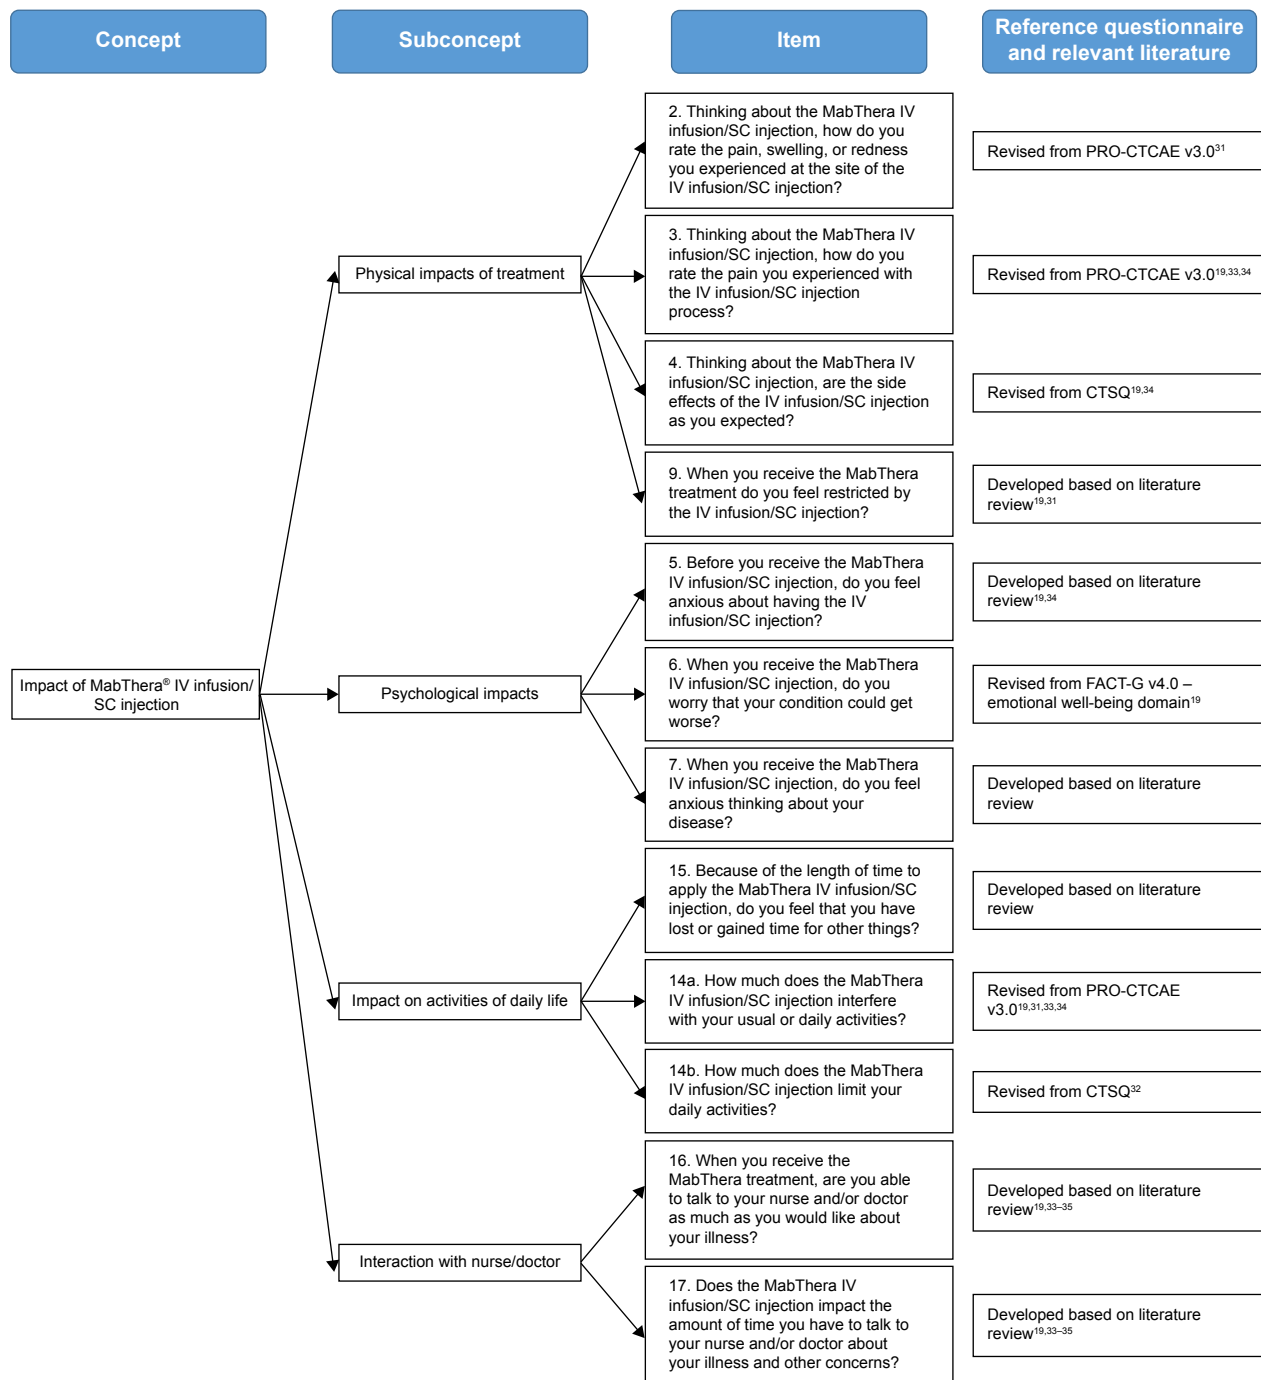 Concept
Subconcept
Item
Reference questionnaire
and relevant literature
2. Thinking about the MabThera IV
infusion/SC injection, how do you
rate the pain, swelling, or redness
you experienced at the site of the
IV infusion/SC injection?
Revised from PRO-CTCAE v3.0³¹
3. Thinking about the MabThera IV
infusion/SC injection, how do you
rate the pain you experienced with
the IV infusion/SC injection
process?
Revised from PRO-CTCAE v3.0¹⁹,³³,³⁴
Physical impacts of treatment
4. Thinking about the MabThera IV
infusion/SC injection, are the side
effects of the IV infusion/SC injection
as you expected?
Revised from CTSQ¹⁹,³⁴
9. When you receive the MabThera
treatment do you feel restricted by
the IV infusion/SC injection?
Developed based on literature
review¹⁹,³¹
5. Before you receive the MabThera
IV infusion/SC injection, do you feel
anxious about having the IV
infusion/SC injection?
Developed based on literature
review¹⁹,³⁴
Impact of MabThera® IV infusion/
SC injection
Psychological impacts
6. When you receive the MabThera
IV infusion/SC injection, do you
worry that your condition could get
worse?
Revised from FACT-G v4.0 –
emotional well-being domain¹⁹
7. When you receive the MabThera
IV infusion/SC injection, do you feel
anxious thinking about your
disease?
Developed based on literature
review
15. Because of the length of time to
apply the MabThera IV infusion/SC
injection, do you feel that you have
lost or gained time for other things?
Developed based on literature
review
Impact on activities of daily life
14a. How much does the MabThera
IV infusion/SC injection interfere
with your usual or daily activities?
Revised from PRO-CTCAE
v3.0¹⁹,³¹,³³,³⁴
14b. How much does the MabThera
IV infusion/SC injection limit your
daily activities?
Revised from CTSQ³²
16. When you receive the
MabThera treatment, are you able
to talk to your nurse and/or doctor
as much as you would like about
your illness?
Developed based on literature
review¹⁹,³³–³⁵
Interaction with nurse/doctor
17. Does the MabThera IV
infusion/SC injection impact the
amount of time you have to talk to
your nurse and/or doctor about
your illness and other concerns?
Developed based on literature
review¹⁹,³³–³⁵